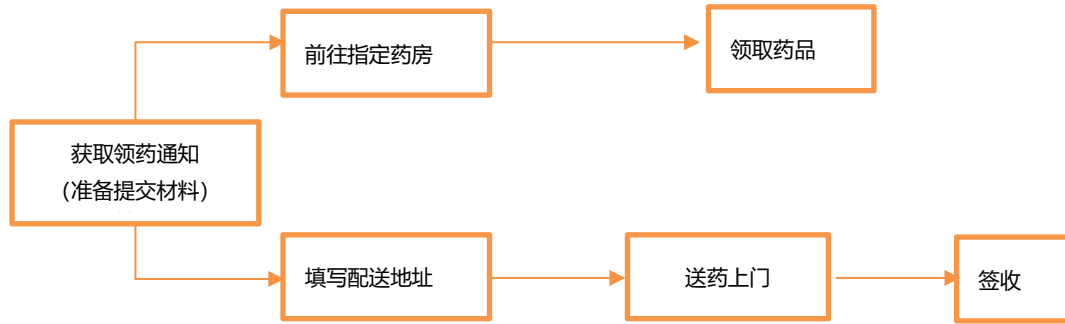 前往指定药房
领取药品
获取领药通知
（准备提交材料）
填写配送地址
送药上门
签收